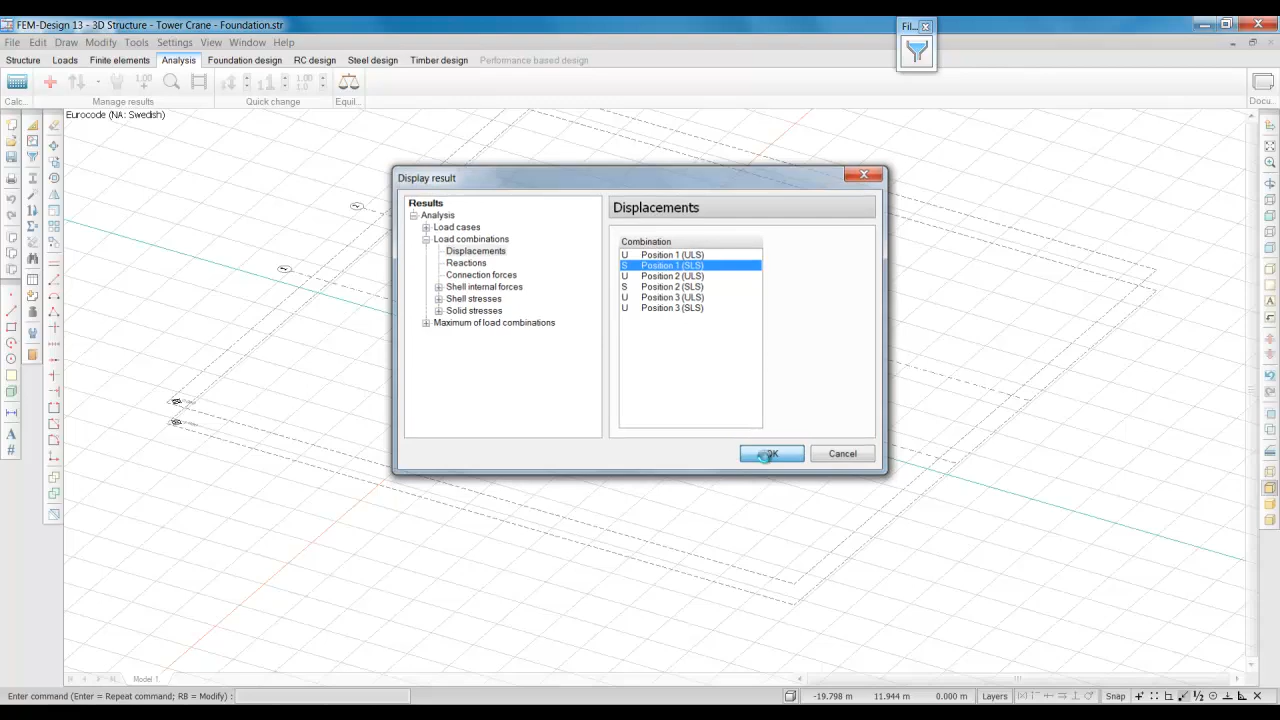 FEM-Design 13 - 3D Structure - Tower Crane - Foundation.str
Fil...
File Edit Draw Modify Tools Settings View Window Help
Structure Loads Finite elements Analysis Foundation design RC design Steel design Timber design Performance based design
1,00
1.00
Calc... Manage results Quick change Equil... Docu...
Eurocode (NA: Swedish)
Display result
Results
Analysis
Load cases
Load combinations
Displacements
Reactions
Connection forces
Shell internal forces
Shell stresses
Solid stresses
Maximum of load combinations
Displacements
Combination
U Position 1 (ULS)
S Position 1 (SLS)
U Position 2 (ULS)
S Position 2 (SLS)
U Position 3 (ULS)
U Position 3 (SLS)
OK Cancel
Model 1.
Enter command (Enter = Repeat command; RB = Modify) : -19.798 m 11.944 m 0.000 m Layers Snap